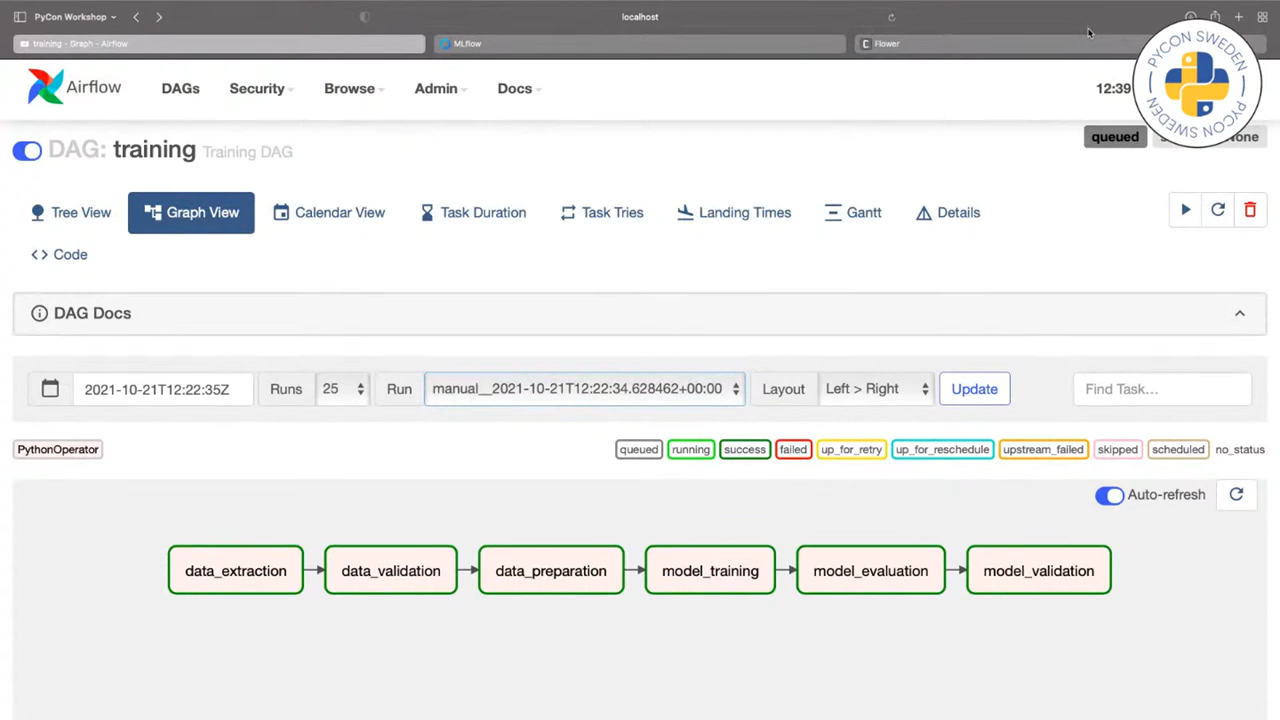 PyCon Workshop
localhost
training - Graph - Airflow
MLflow
C Flower
Airflow
DAGs
Security
Browse
Admin
Docs
12:39
PYCON SWEDEN
PYCON SWEDEN
DAG: training Training DAG
queued
None
Tree View
Graph View
Calendar View
Task Duration
Task Tries
Landing Times
Gantt
Details
Code
DAG Docs
2021-10-21T12:22:35Z
Runs
25
Run
manual__2021-10-21T12:22:34.628462+00:00
Layout
Left > Right
Update
Find Task...
PythonOperator
queued
running
success
failed
up_for_retry
up_for_reschedule
upstream_failed
skipped
scheduled
no_status
Auto-refresh
data_extraction
data_validation
data_preparation
model_training
model_evaluation
model_validation